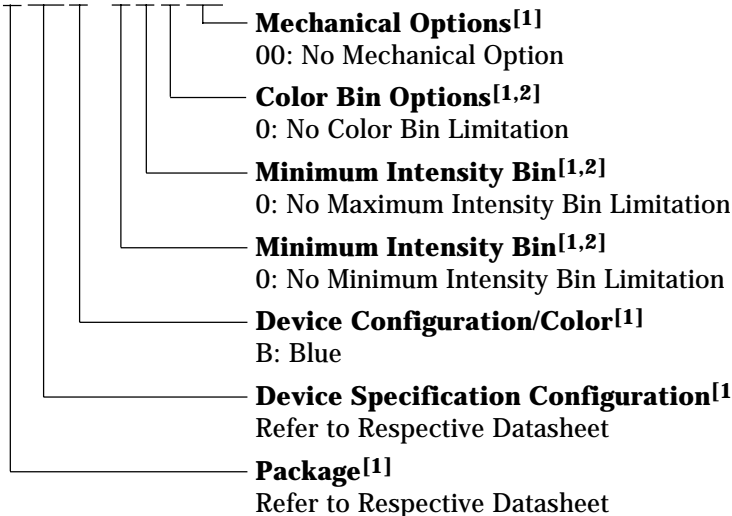 Mechanical Options[1]
00: No Mechanical Option
Color Bin Options[1,2]
0: No Color Bin Limitation
Minimum Intensity Bin[1,2]
0: No Maximum Intensity Bin Limitation
Minimum Intensity Bin[1,2]
0: No Minimum Intensity Bin Limitation
Device Configuration/Color[1]
B: Blue
Device Specification Configuration[1
Refer to Respective Datasheet
Package[1]
Refer to Respective Datasheet